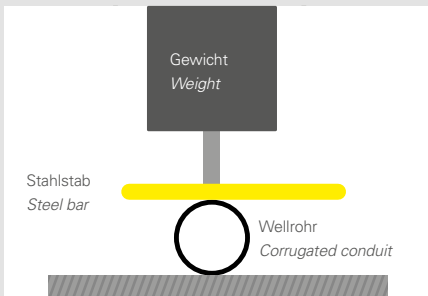 Gewicht
Weight
Stahlstab
Steel bar
Wellrohr
Corrugated conduit